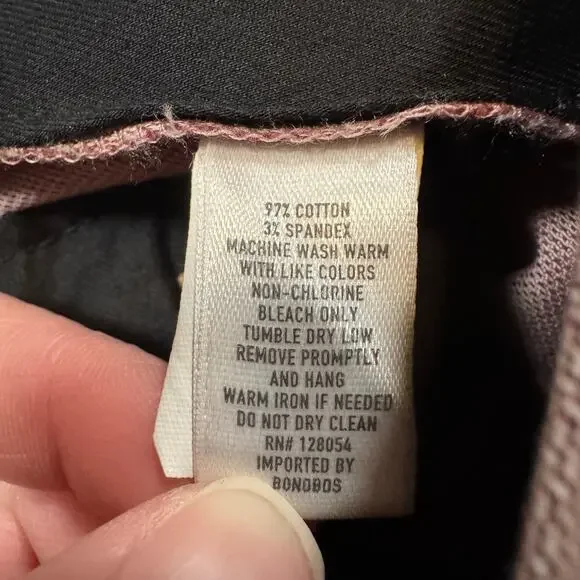 97% COTTON
3% SPANDEX
MACHINE WASH WARM
WITH LIKE COLORS
NON-CHLORINE
BLEACH ONLY
TUMBLE DRY LOW
REMOVE PROMPTLY
AND HANG
WARM IRON IF NEEDED
DO NOT DRY CLEAN
RN# 128054
IMPORTED BY
BONOBOS